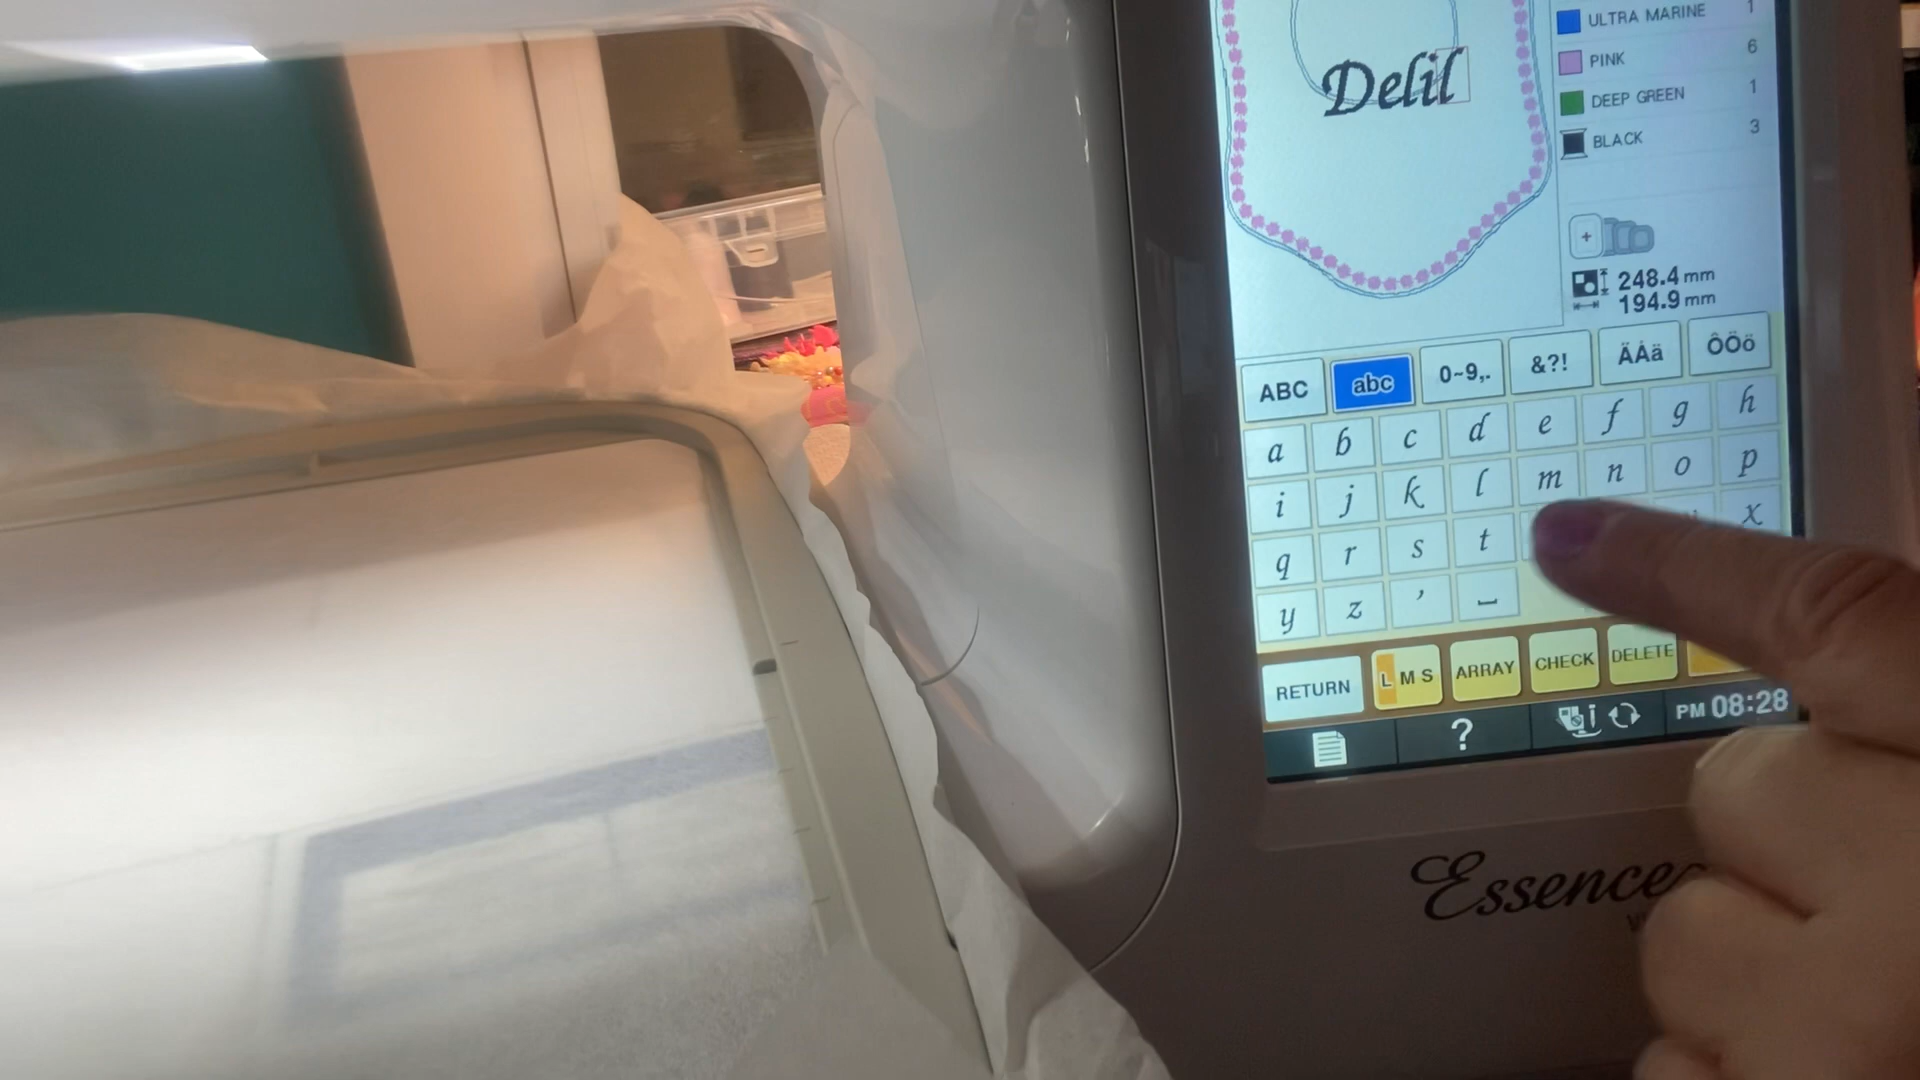 ULTRA MARINE 1
PINK 6
Delil
DEEP GREEN 1
BLACK 3
248.4 mm
194.9 mm
ABC abc 0~9,. &?! ÄÅä ÔÖö
a b c d e f g h
i j k l m n o p
q r s t x
y z ’ ⎵
RETURN L M S ARRAY CHECK DELETE
? PM 08:28
Essence